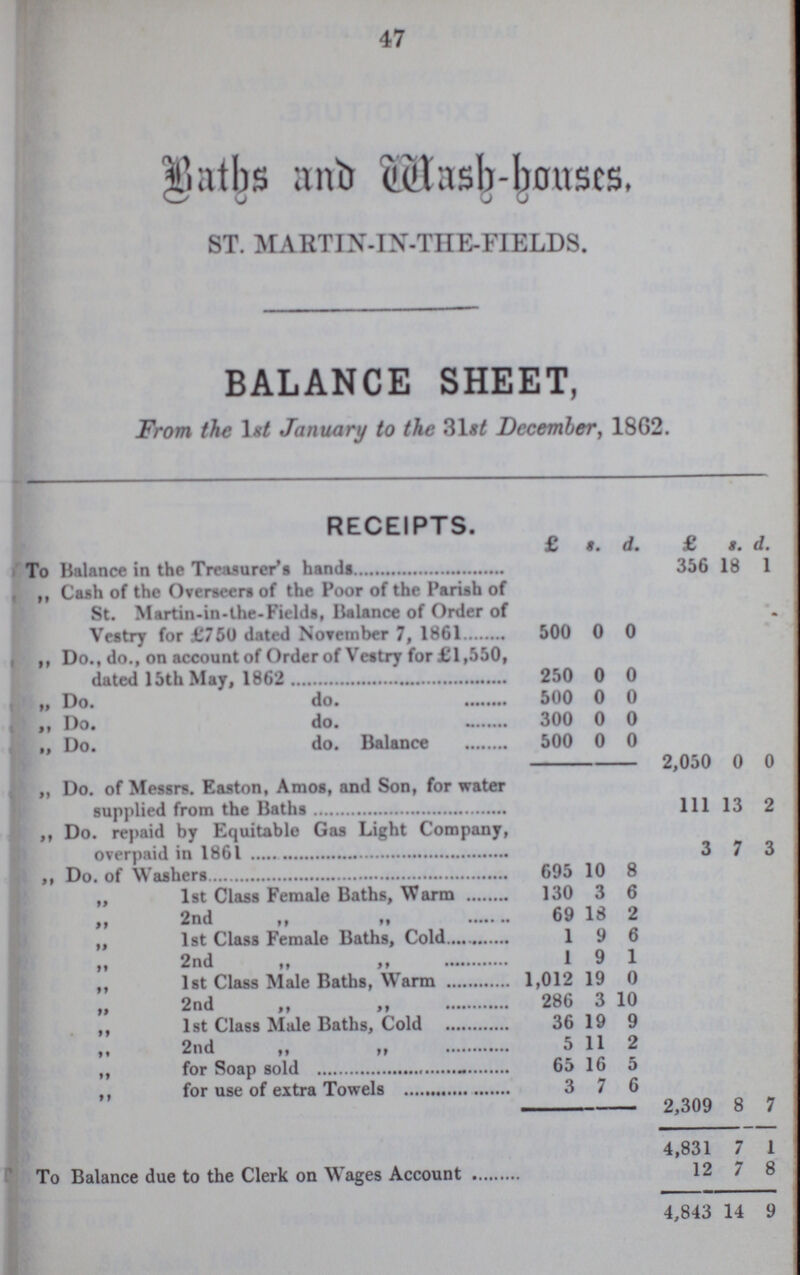 47
Baths and Wash-houses,
ST. MARTIN-IN-THE-FIELDS.
BALANCE SHEET,
From the 1st January to the 31st December, 1862.
RECEIPTS.
£ s. d. £ s. d.
To Balance in the Treasurer's hands 356 18 1
,, Cash of the Overseers of the Poor of the Parish of
St. Martin-in-the-Fields, Balance of Order of
Vestry for £750 dated November 7, 1861 500 0 0
,, Do., do., on account of Order of Vestry for £1,550,
dated 15th May, 1862 250 0 0
,, Do. do. 500 0 0
,, Do. do. 300 0 0
,, Do. do. Balance 500 0 0
2,050 0 0
,, Do. of Messrs. Easton, Amos, and Son, for water
supplied from the Baths 111 13 2
,, Do. repaid by Equitable Gas Light Company,
overpaid in 1861 3 7 3
,, Do. of Washers 695 10 8
,, 1st Class Female Baths, Warm 130 3 6
,, 2nd ,, ,, 69 18 2
,, 1st Class Female Baths, Cold 1 9 6
,, 2nd ,, ,, 1 9 1
,, 1st Class Male Baths, Warm 1,012 19 0
,, 2nd ,, ,, 286 3 10
,, 1st Class Male Baths, Cold 36 19 9
,, 2nd ,, ,, 5 11 2
,, for Soap sold 65 16 5
,, for use of extra Towels 3 7 6
2,309 8 7
4,831 7 1
To Balance due to the Clerk on Wages Account 12 7 8
4,843 14 9